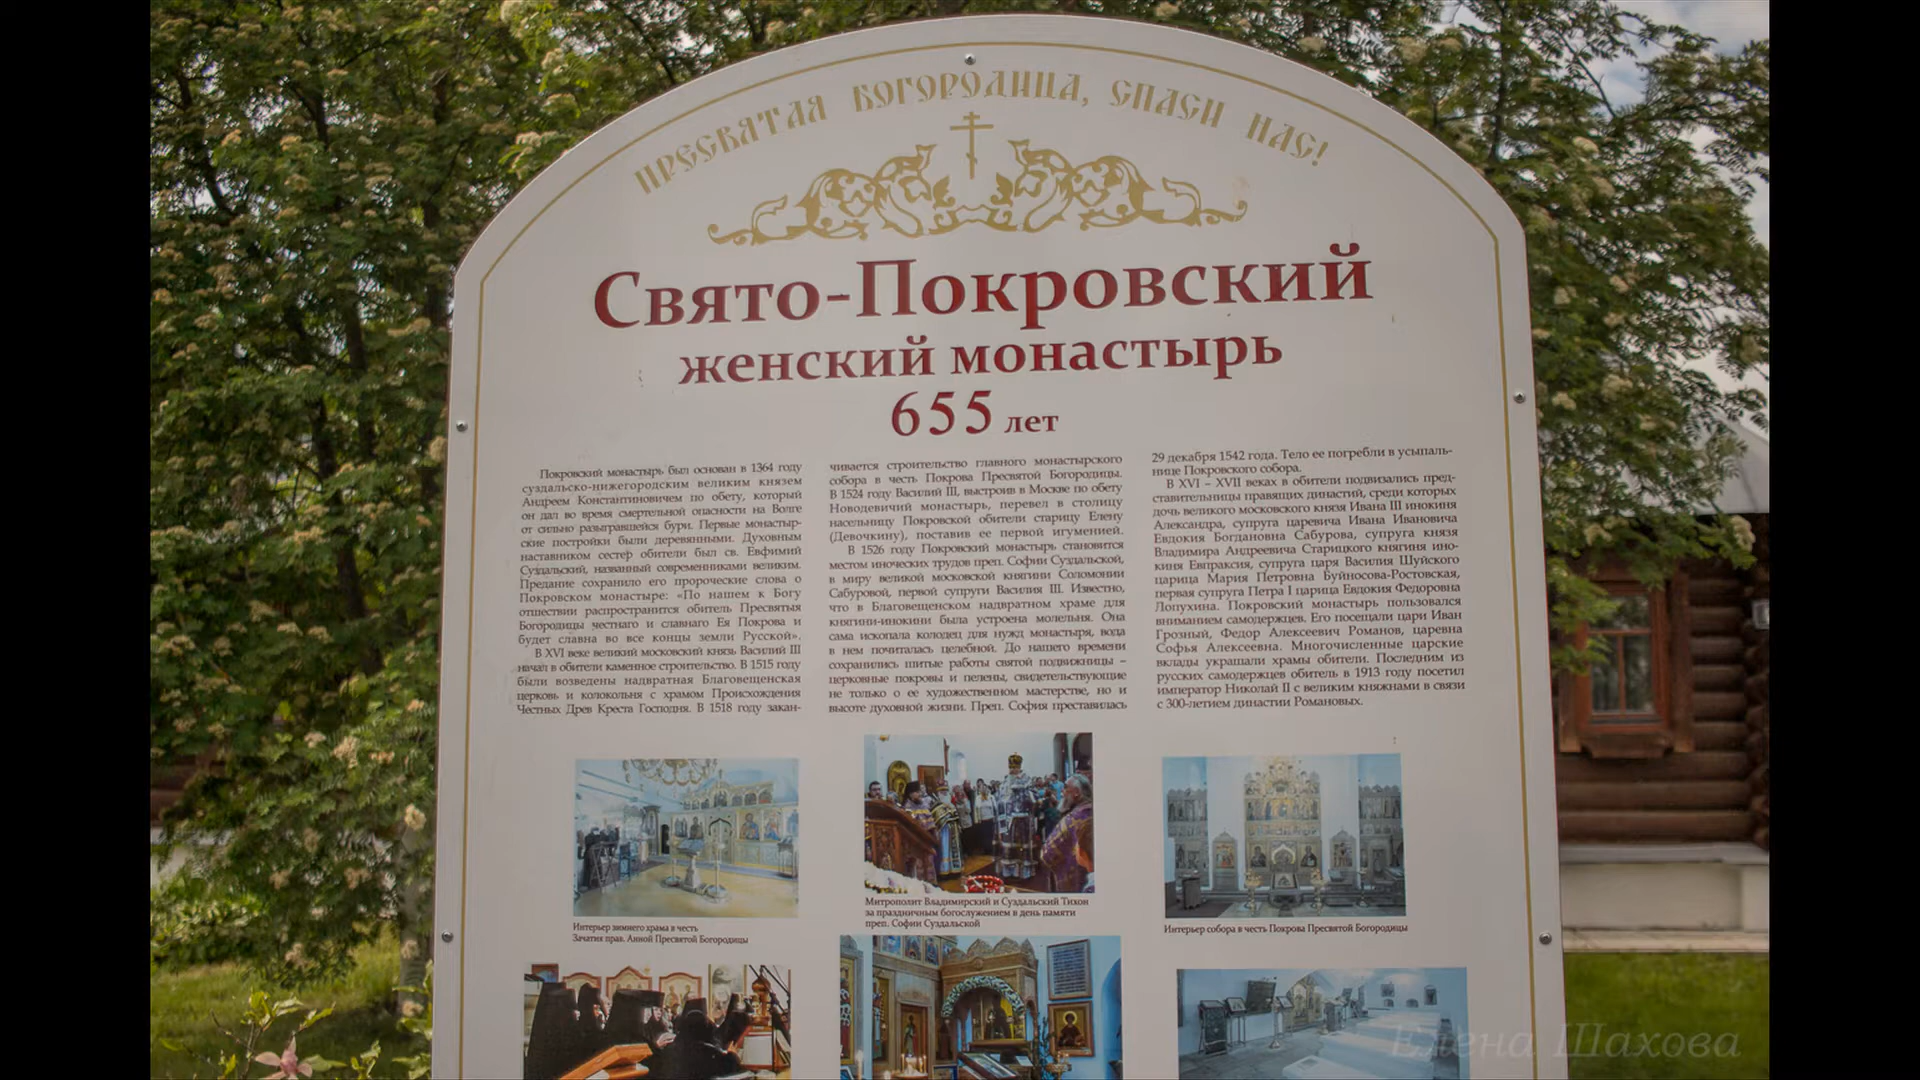 ПРЕСВЯТАЯ БОГОРОДИЦА, СПАСИ НАС!
Свято-Покровский
женский монастырь
655 лет
Покровский монастырь был основан в 1364 году
суздальско-нижегородским великим князем
Андреем Константиновичем по обету, который
он дал во время смертельной опасности на Волге
от сильно разыгравшейся бури. Первые монастыр-
ские постройки были деревянными. Духовным
наставником сестер обители был св. Евфимий
Суздальский, названный современниками великим.
Предание сохранило его пророческие слова о
Покровском монастыре: «По нашем к Богу
отшествии распространится обитель Пресвятыя
Богородицы честнаго и славнаго Ея Покрова и
будет славна во все концы земли Русской».
В XVI веке великий московский князь Василий III
начал в обители каменное строительство. В 1515 году
были возведены надвратная Благовещенская
церковь и колокольня с храмом Происхождения
Честных Древ Креста Господня. В 1518 году закан-
чивается строительство главного монастырского
собора в честь Покрова Пресвятой Богородицы.
В 1524 году Василий III, выстроив в Москве по обету
Новодевичий монастырь, перевел в столицу
насельницу Покровской обители старицу Елену
(Девочкину), поставив ее первой игуменией.
В 1526 году Покровский монастырь становится
местом иноческих трудов преп. Софии Суздальской,
в миру великой московской княгини Соломонии
Сабуровой, первой супруги Василия III. Известно,
что в Благовещенском надвратном храме для
княгини-инокини была устроена молельня. Она
сама ископала колодец для нужд монастыря, вода
в нем почиталась целебной. До нашего времени
сохранились шитые работы святой подвижницы –
церковные покровы и пелены, свидетельствующие
не только о ее художественном мастерстве, но и
высоте духовной жизни. Преп. София преставилась
29 декабря 1542 года. Тело ее погребли в усыпаль-
нице Покровского собора.
В XVI – XVII веках в обители подвизались пред-
ставительницы правящих династий, среди которых
дочь великого московского князя Ивана III инокиня
Александра, супруга царевича Ивана Ивановича
Евдокия Богдановна Сабурова, супруга князя
Владимира Андреевича Старицкого княгиня ино-
киня Евпраксия, супруга царя Василия Шуйского
царица Мария Петровна Буйносова-Ростовская,
первая супруга Петра I царица Евдокия Федоровна
Лопухина. Покровский монастырь пользовался
вниманием самодержцев. Его посещали цари Иван
Грозный, Федор Алексеевич Романов, царевна
Софья Алексеевна. Многочисленные царские
вклады украшали храмы обители. Последним из
русских самодержцев обитель в 1913 году посетил
император Николай II с великим княжнами в связи
с 300-летием династии Романовых.
Интерьер зимнего храма в честь
Зачатия прав. Анной Пресвятой Богородицы
Митрополит Владимирский и Суздальский Тихон
за праздничным богослужением в день памяти
преп. Софии Суздальской
Интерьер собора в честь Покрова Пресвятой Богородицы
Елена Шахова